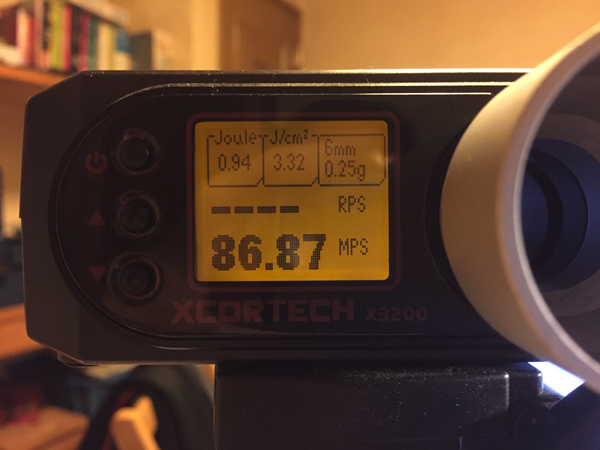 Joule J/cm²
0.94 3.32 6mm
0.25g
---- RPS
86.87 MPS
XCORTECH X3200